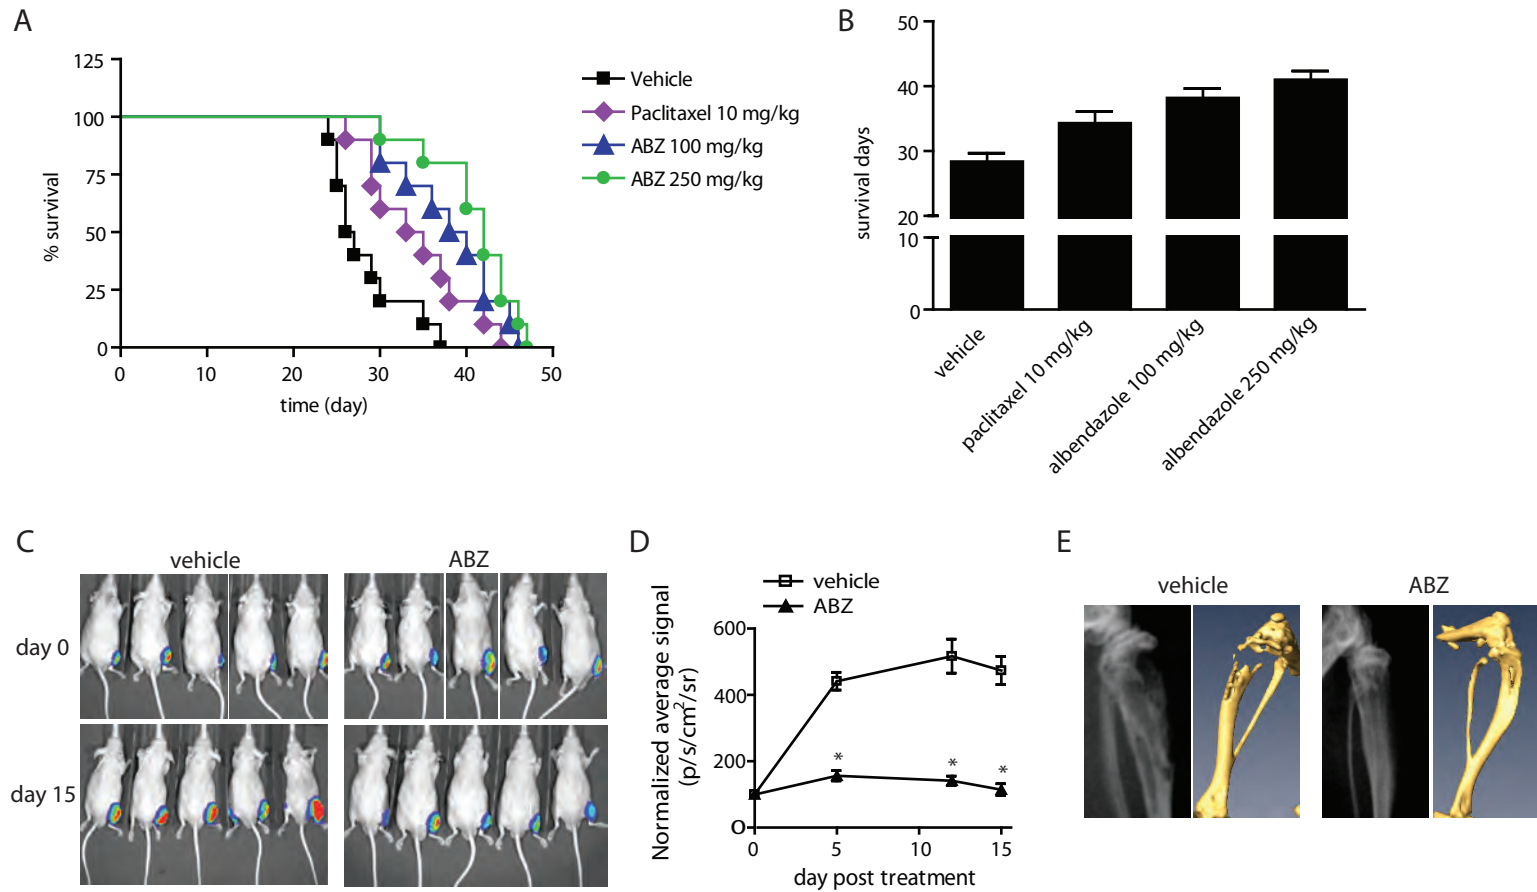 A
125
100
75
50
25
0
% survival
0 10 20 30 40 50
time (day)
Vehicle
Paclitaxel 10 mg/kg
ABZ 100 mg/kg
ABZ 250 mg/kg
B
50
40
30
20
10
0
survival days
vehicle
paclitaxel 10 mg/kg
albendazole 100 mg/kg
albendazole 250 mg/kg
C
vehicle ABZ
day 0
day 15
D
vehicle
ABZ
Normalized average signal
(p/s/cm²/sr)
600
400
200
0
*
*
*
0 5 10 15
day post treatment
E
vehicle ABZ